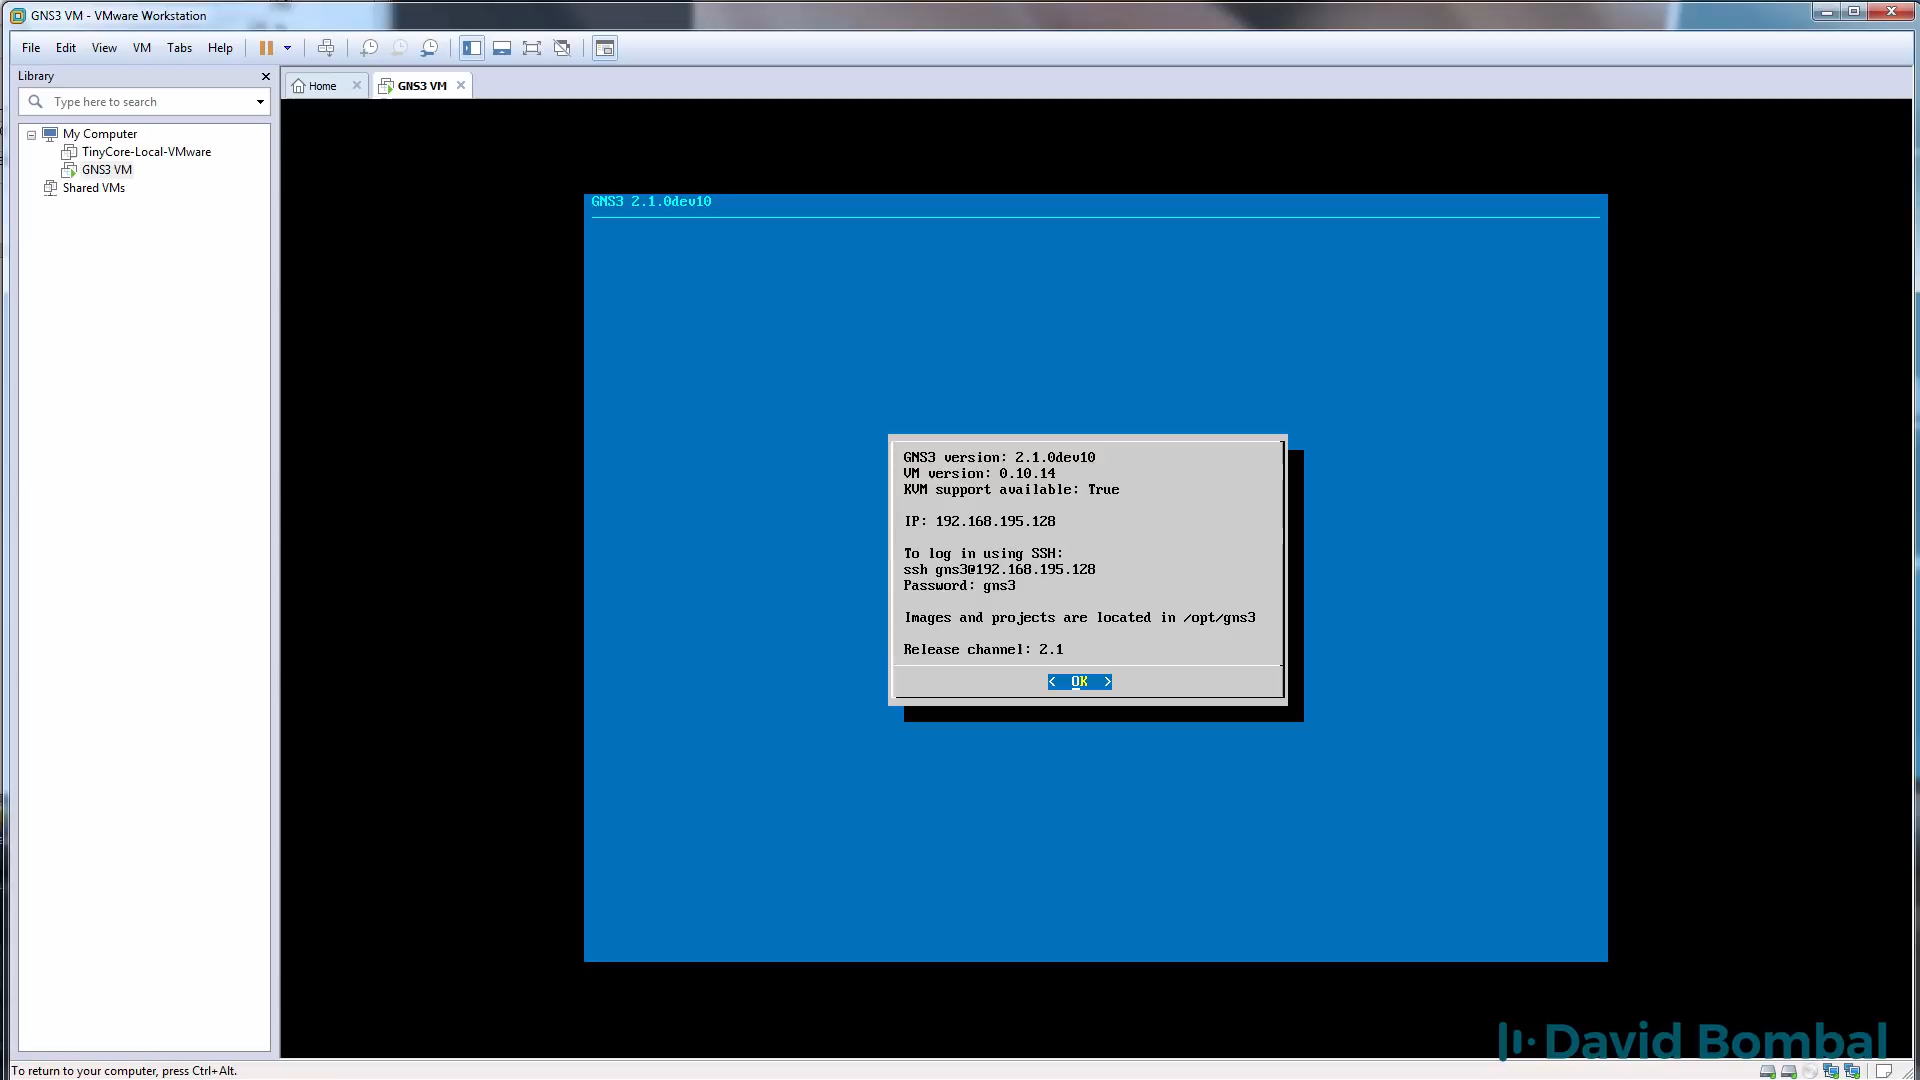 GNS3 VM - VMware Workstation
File Edit View VM Tabs Help
Library
Type here to search
My Computer
TinyCore-Local-VMware
GNS3 VM
Shared VMs
Home
GNS3 VM
GNS3 2.1.0dev10
GNS3 version: 2.1.0dev10
VM version: 0.10.14
KVM support available: True
IP: 192.168.195.128
To log in using SSH:
ssh gns3@192.168.195.128
Password: gns3
Images and projects are located in /opt/gns3
Release channel: 2.1
< OK >
David Bombal
To return to your computer, press Ctrl+Alt.